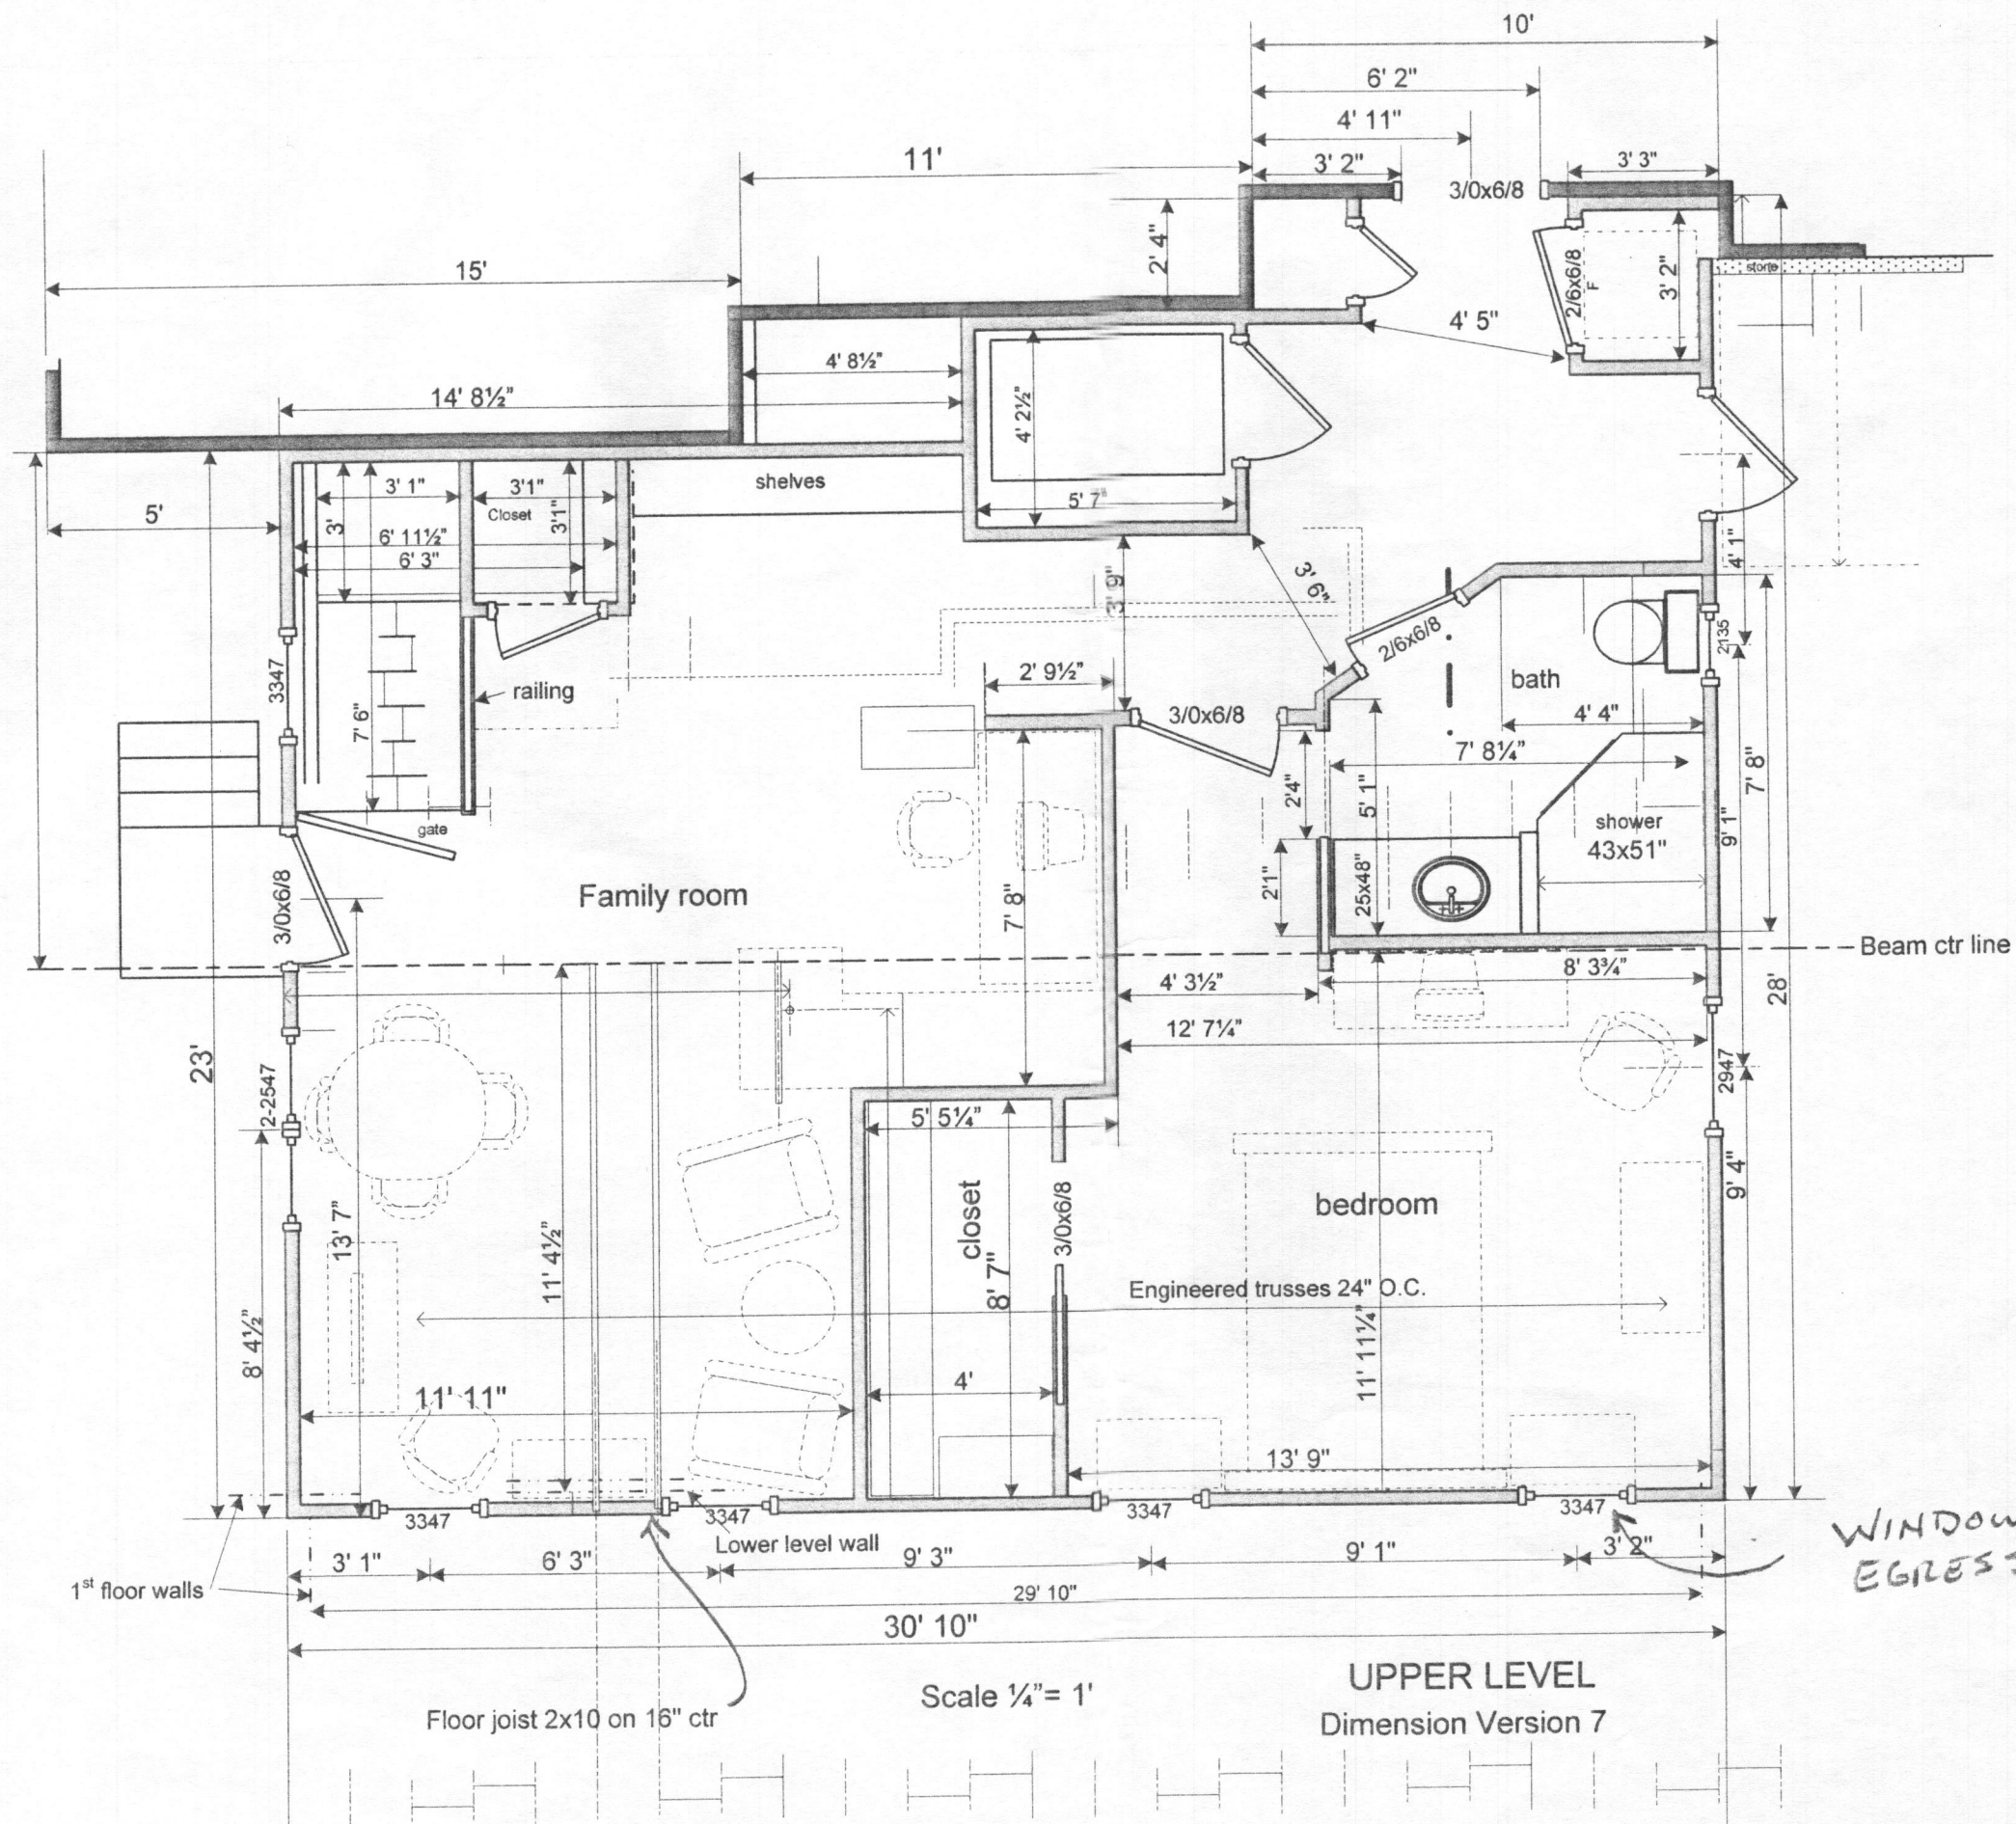 10'
6' 2"
4' 11"
11'
3' 2"
3' 3"
3/0x6/8
2' 4"
2/6x6/8
F
3' 2"
stone
15'
4' 5"
4' 8½"
14' 8½"
4' 2½"
shelves
3' 1"
3'1"
Closet
3'
3'1"
5' 7"
5'
6' 11½"
6' 3"
4' 1"
3' 9"
3' 6"
2/6x6/8
2135
3347
railing
2' 9½"
bath
7' 6"
3/0x6/8
4' 4"
7' 8¼"
7' 8"
2'4"
5' 1"
gate
shower
43x51"
9' 1"
3/0x6/8
Family room
7' 8"
2'1"
25x48"
Beam ctr line
8' 3¾"
4' 3½"
28'
12' 7¼"
23'
2-2547
2947
5' 5¼"
9' 4"
closet
3/0x6/8
bedroom
13' 7"
11' 4½"
8' 7"
Engineered trusses 24" O.C.
8' 4½"
11' 11¼"
4'
11' 11"
13' 9"
3347
3347
3347
3347
Lower level wall
WINDOW
EGRESS
3' 1"
6' 3"
9' 3"
9' 1"
3' 2"
1st floor walls
29' 10"
30' 10"
UPPER LEVEL
Scale ¼"= 1'
Floor joist 2x10 on 16" ctr
Dimension Version 7